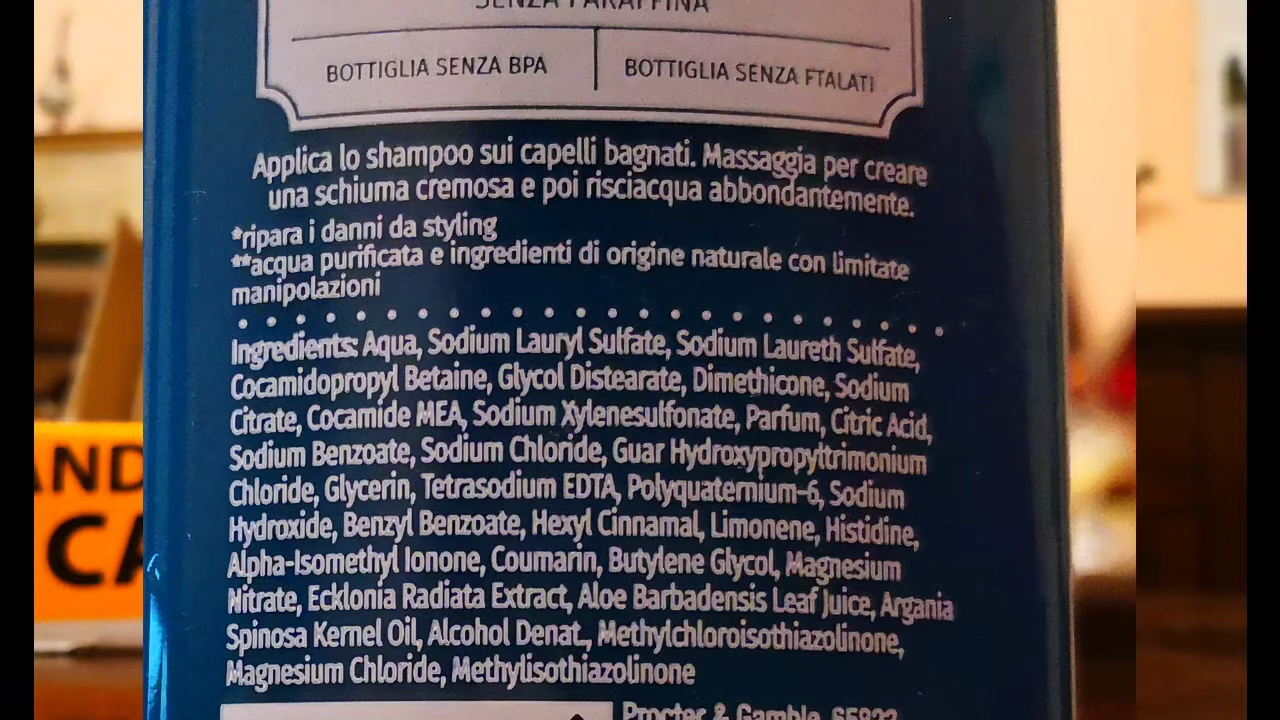 SENZA PARAFFINA
BOTTIGLIA SENZA BPA
BOTTIGLIA SENZA FTALATI
Applica lo shampoo sui capelli bagnati. Massaggia per creare
una schiuma cremosa e poi risciacqua abbondantemente.
*ripara i danni da styling
**acqua purificata e ingredienti di origine naturale con limitate
manipolazioni
Ingredients: Aqua, Sodium Lauryl Sulfate, Sodium Laureth Sulfate,
Cocamidopropyl Betaine, Glycol Distearate, Dimethicone, Sodium
Citrate, Cocamide MEA, Sodium Xylenesulfonate, Parfum, Citric Acid,
Sodium Benzoate, Sodium Chloride, Guar Hydroxypropyltrimonium
Chloride, Glycerin, Tetrasodium EDTA, Polyquaternium-6, Sodium
Hydroxide, Benzyl Benzoate, Hexyl Cinnamal, Limonene, Histidine,
Alpha-Isomethyl Ionone, Coumarin, Butylene Glycol, Magnesium
Nitrate, Ecklonia Radiata Extract, Aloe Barbadensis Leaf Juice, Argania
Spinosa Kernel Oil, Alcohol Denat., Methylchloroisothiazolinone,
Magnesium Chloride, Methylisothiazolinone
Procter & Gamble,
AND
CA